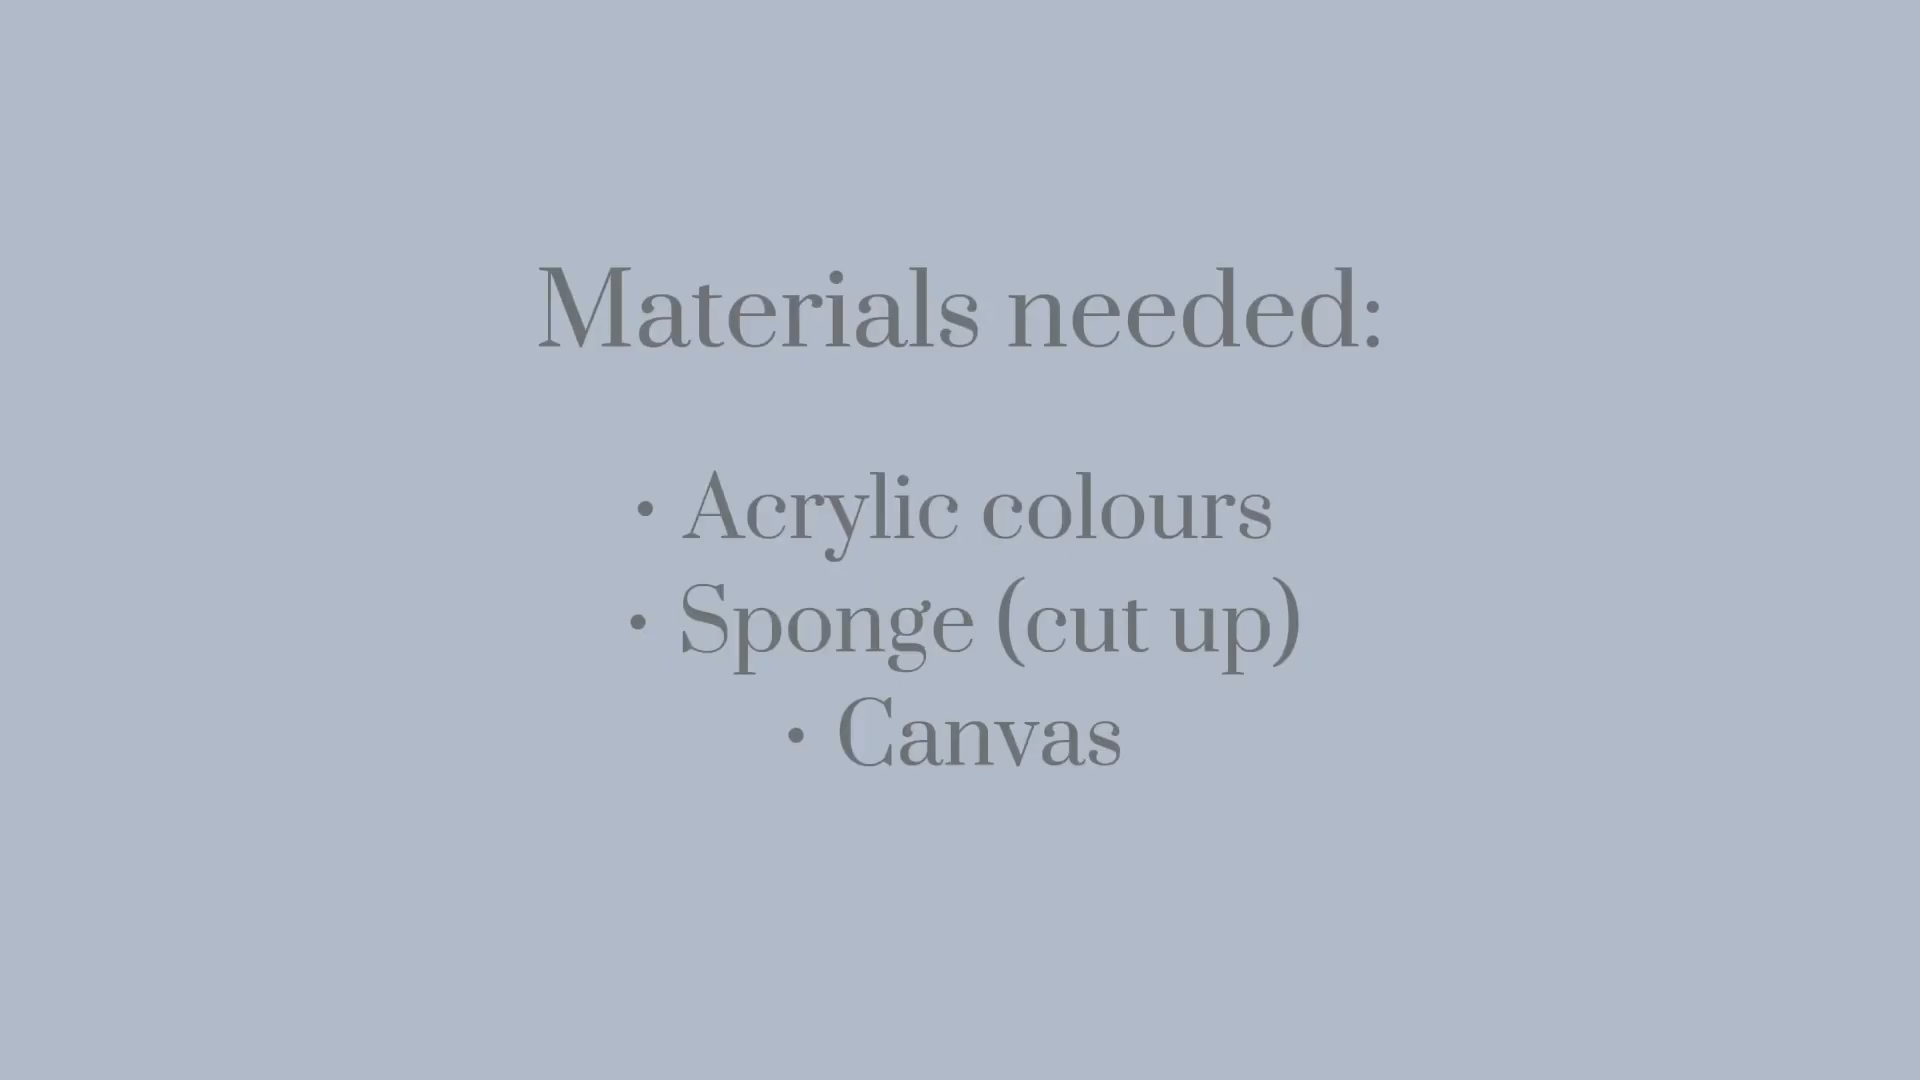 Materials needed:
• Acrylic colours
• Sponge (cut up)
• Canvas